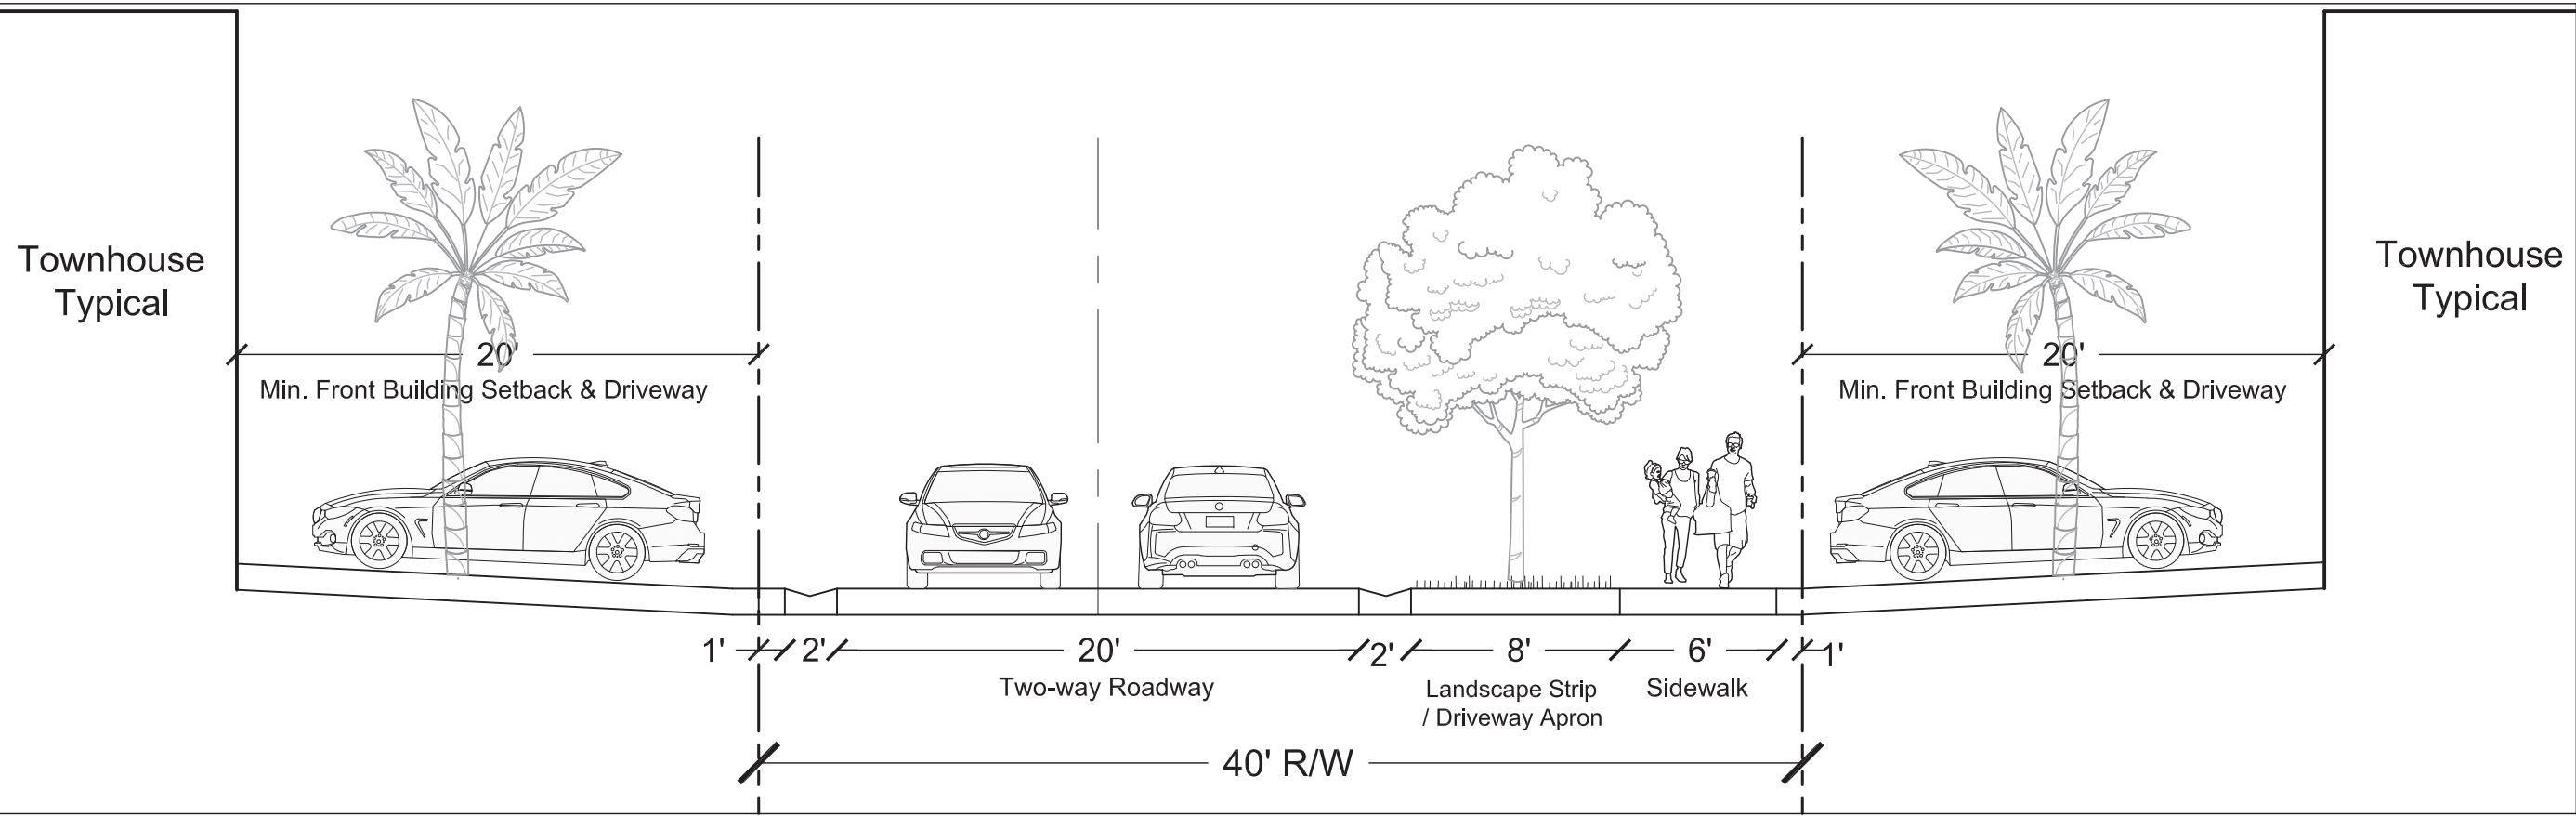 Townhouse
Typical
Townhouse
Typical
20'
20'
Min. Front Building Setback & Driveway
Min. Front Building Setback & Driveway
1' 2' 20' 2' 8' 6' 1'
Two-way Roadway
Landscape Strip
/ Driveway Apron
Sidewalk
40' R/W